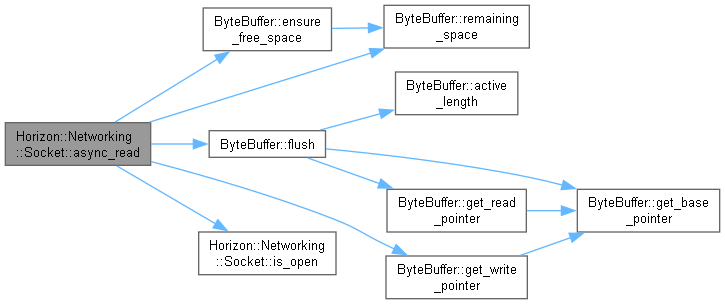 ByteBuffer::ensure
_free_space
ByteBuffer::remaining
_space
ByteBuffer::active
_length
Horizon::Networking
::Socket::async_read
ByteBuffer::flush
ByteBuffer::get_read
_pointer
ByteBuffer::get_base
_pointer
Horizon::Networking
::Socket::is_open
ByteBuffer::get_write
_pointer